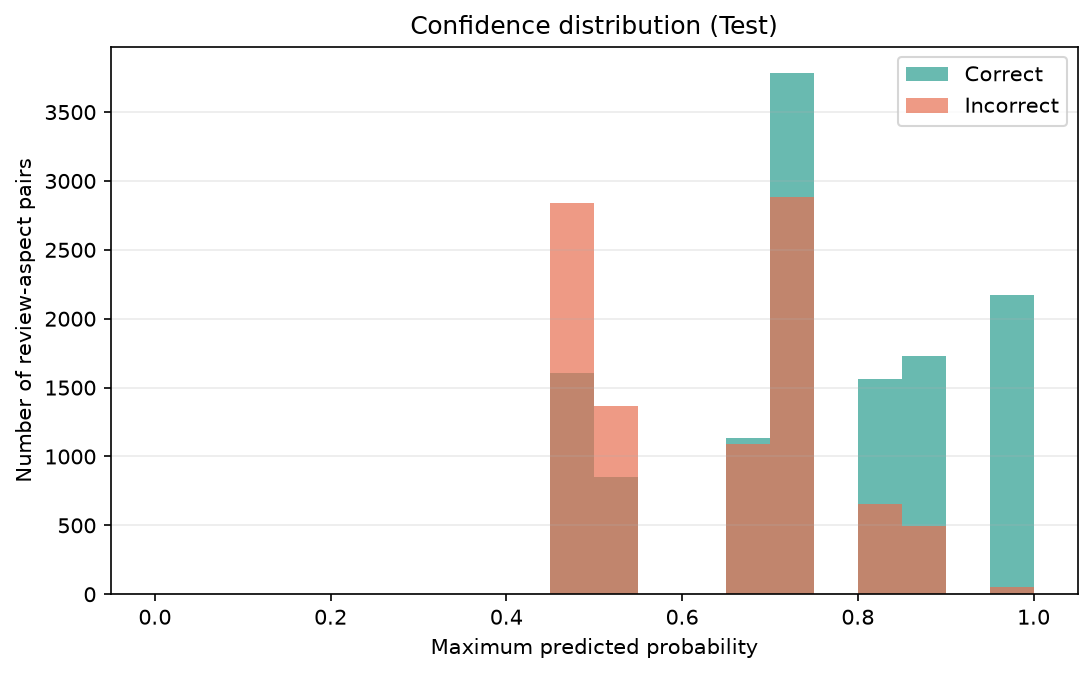 Confidence distribution (Test)
Correct
Incorrect
Number of review-aspect pairs
3500
3000
2500
2000
1500
1000
500
0
0.0 0.2 0.4 0.6 0.8 1.0
Maximum predicted probability